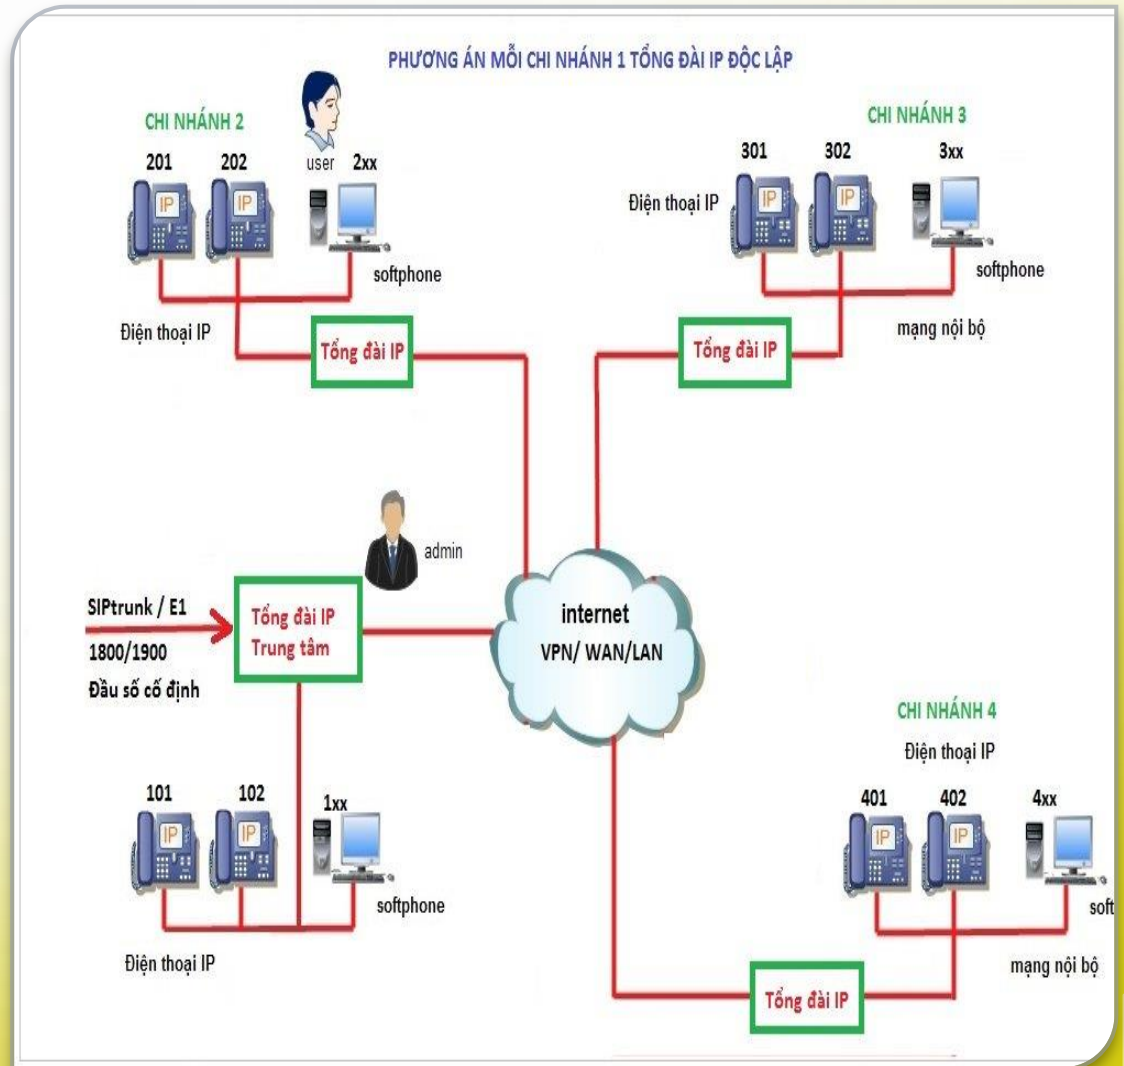 PHƯƠNG ÁN MỖI CHI NHÁNH 1 TỔNG ĐÀI IP ĐỘC LẬP
CHI NHÁNH 2
201
202
user
2xx
IP
IP
softphone
Điện thoại IP
Tổng đài IP
CHI NHÁNH 3
301
302
3xx
Điện thoại IP
IP
IP
softphone
mạng nội bộ
Tổng đài IP
admin
SIPtrunk / E1
1800/1900
Đầu số cố định
Tổng đài IP
Trung tâm
internet
VPN/ WAN/LAN
101
102
1xx
IP
IP
softphone
Điện thoại IP
CHI NHÁNH 4
Điện thoại IP
401
402
4xx
IP
IP
soft
mạng nội bộ
Tổng đài IP